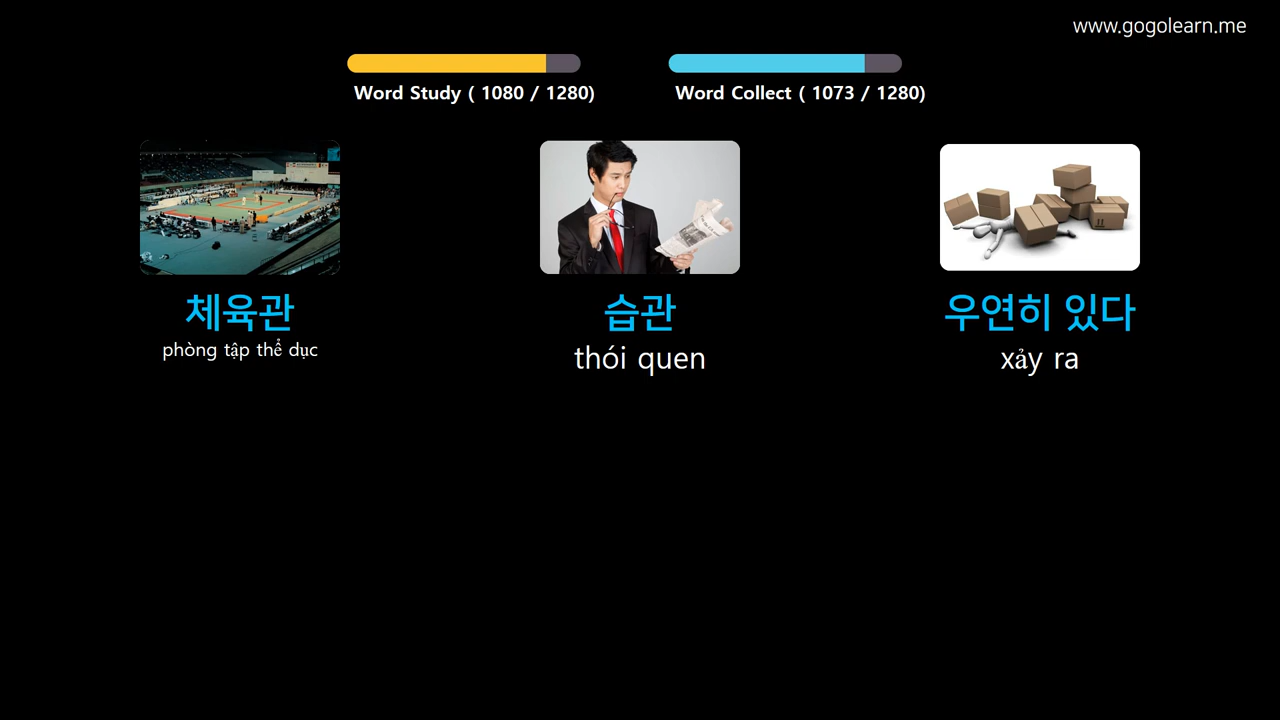 www.gogolearn.me
Word Study ( 1080 / 1280)
Word Collect ( 1073 / 1280)
체육관
phòng tập thể dục
습관
thói quen
우연히 있다
xảy ra